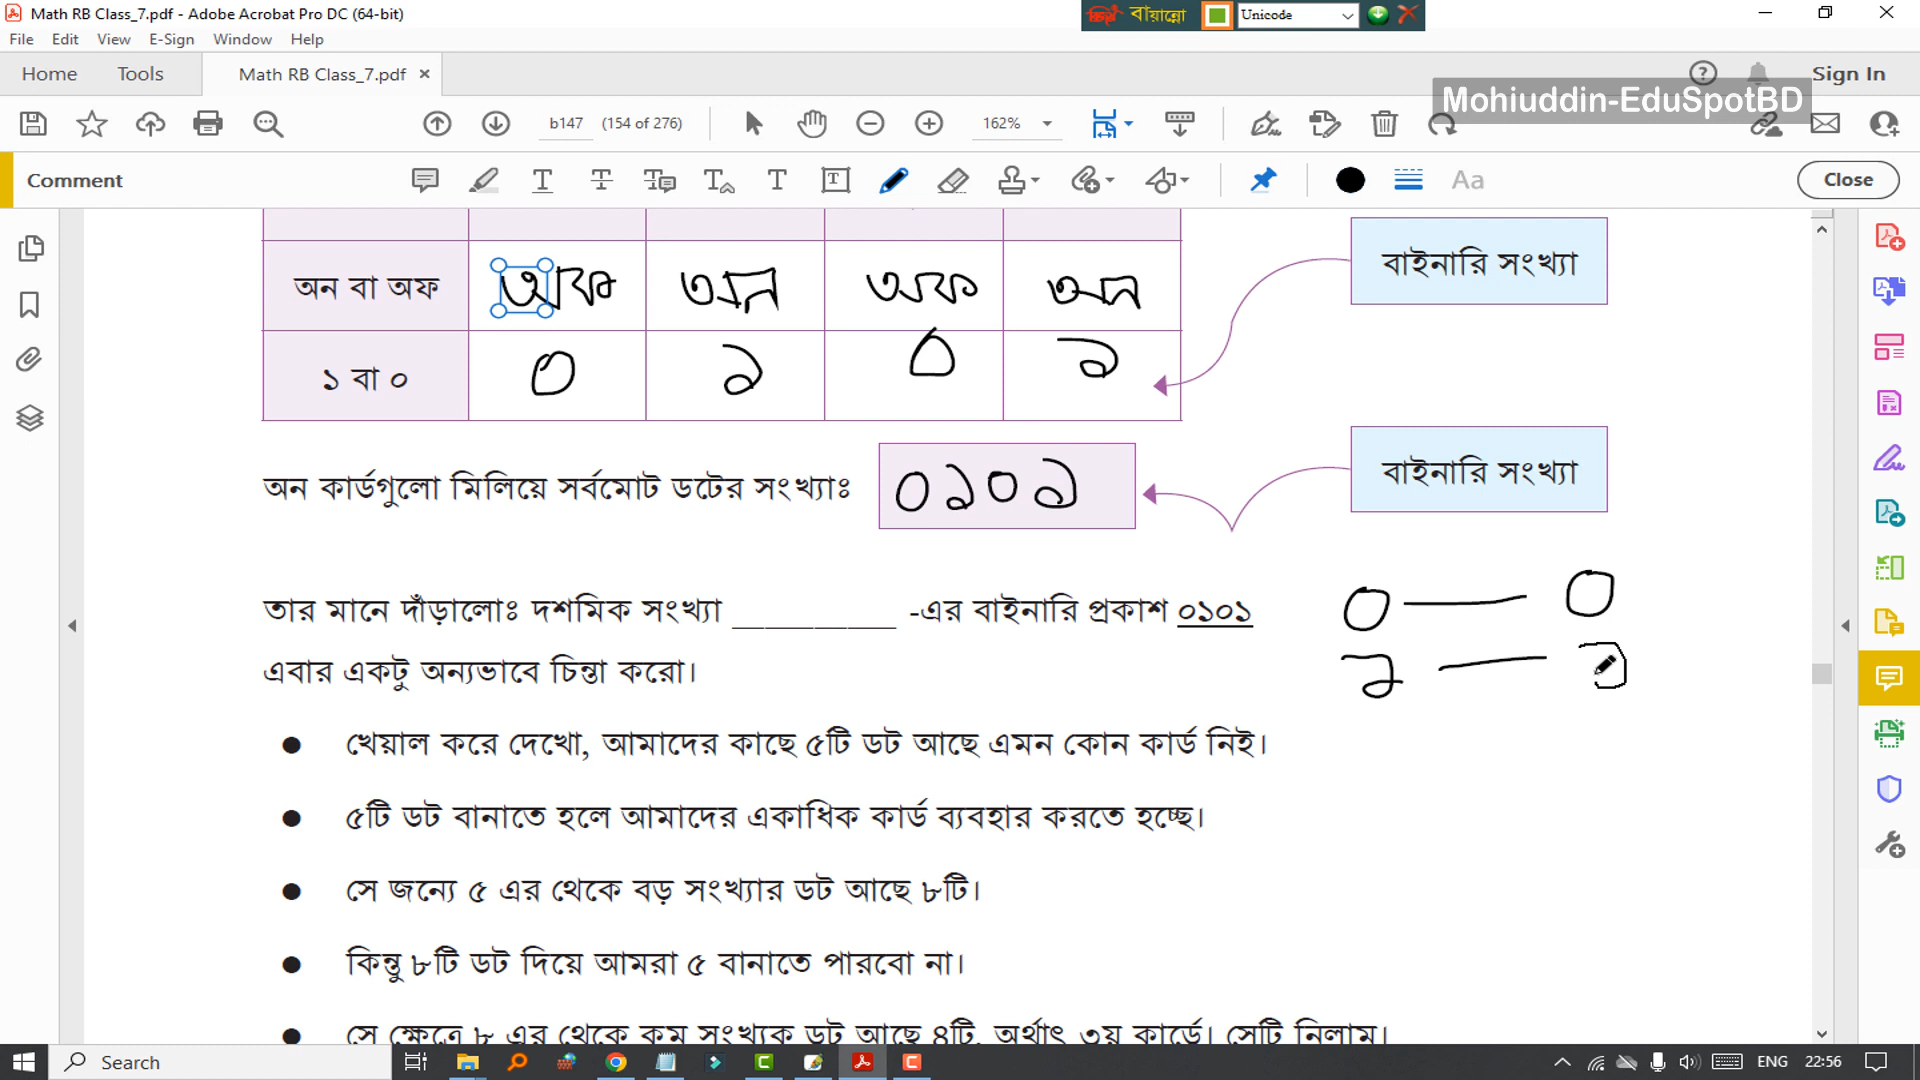 Math RB Class_7.pdf - Adobe Acrobat Pro DC (64-bit)
বায়ান্নো Unicode
File Edit View E-Sign Window Help
Home Tools Math RB Class_7.pdf × Sign In
Mohiuddin-EduSpotBD
b147 (154 of 276) 162%
Comment Aa Close
অন বা অফ অফ অন অফ অন
বাইনারি সংখ্যা
১ বা ০ ০ ১ ০ ১
অন কার্ডগুলো মিলিয়ে সর্বমোট ডটের সংখ্যাঃ ০১০১
বাইনারি সংখ্যা
তার মানে দাঁড়ালোঃ দশমিক সংখ্যা __________ -এর বাইনারি প্রকাশ ০১০১
০ — ০
এবার একটু অন্যভাবে চিন্তা করো।
● খেয়াল করে দেখো, আমাদের কাছে ৫টি ডট আছে এমন কোন কার্ড নিই।
● ৫টি ডট বানাতে হলে আমাদের একাধিক কার্ড ব্যবহার করতে হচ্ছে।
● সে জন্যে ৫ এর থেকে বড় সংখ্যার ডট আছে ৮টি।
● কিন্তু ৮টি ডট দিয়ে আমরা ৫ বানাতে পারবো না।
● সে ক্ষেত্রে ৮ এর থেকে কম সংখ্যক ডট আছে ৪টি, অর্থাৎ ৩য় কার্ডে। সেটি নিলাম।
Search ENG 22:56